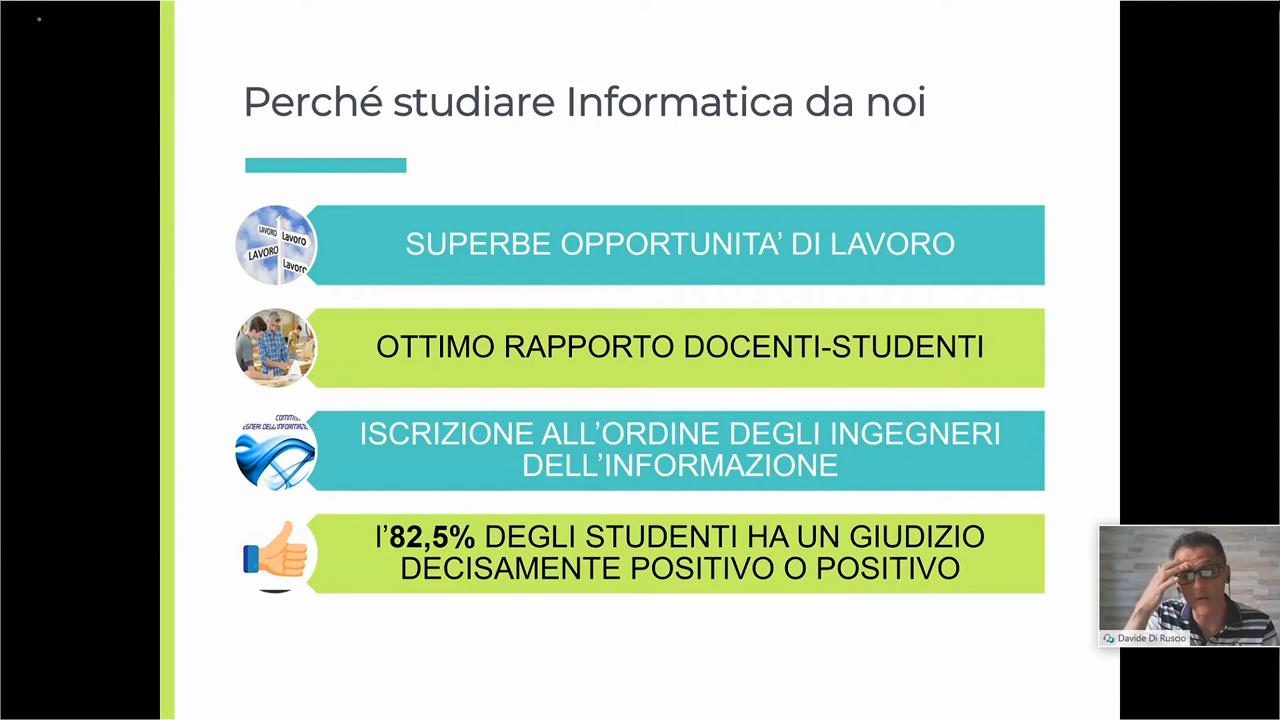 Perché studiare Informatica da noi
LAVORO
Lavoro
LAVORO
Lavoro
SUPERBE OPPORTUNITA’ DI LAVORO
OTTIMO RAPPORTO DOCENTI-STUDENTI
ISCRIZIONE ALL’ORDINE DEGLI INGEGNERI
DELL’INFORMAZIONE
l’82,5% DEGLI STUDENTI HA UN GIUDIZIO
DECISAMENTE POSITIVO O POSITIVO
Davide Di Ruscio